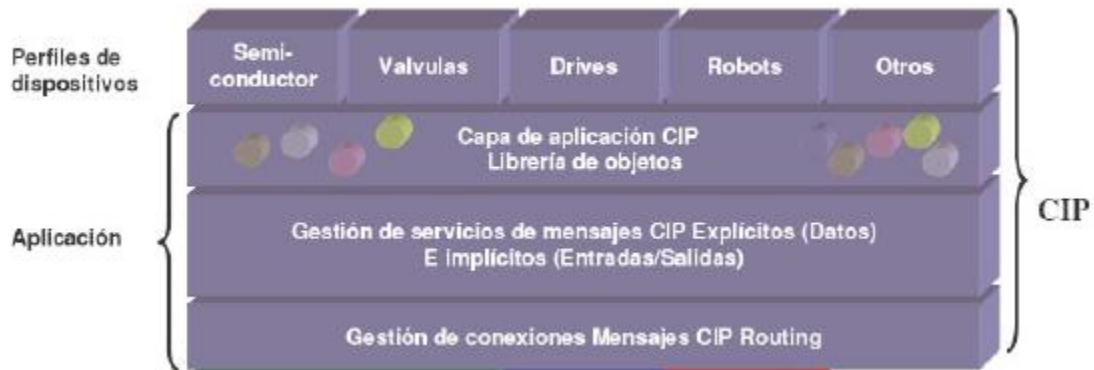 Perfiles de
dispositivos
Semi-
conductor
Valvulas
Drives
Robots
Otros
Capa de aplicación CIP
Librería de objetos
Aplicación
Gestión de servicios de mensajes CIP Explícitos (Datos)
E implícitos (Entradas/Salidas)
Gestión de conexiones Mensajes CIP Routing
CIP